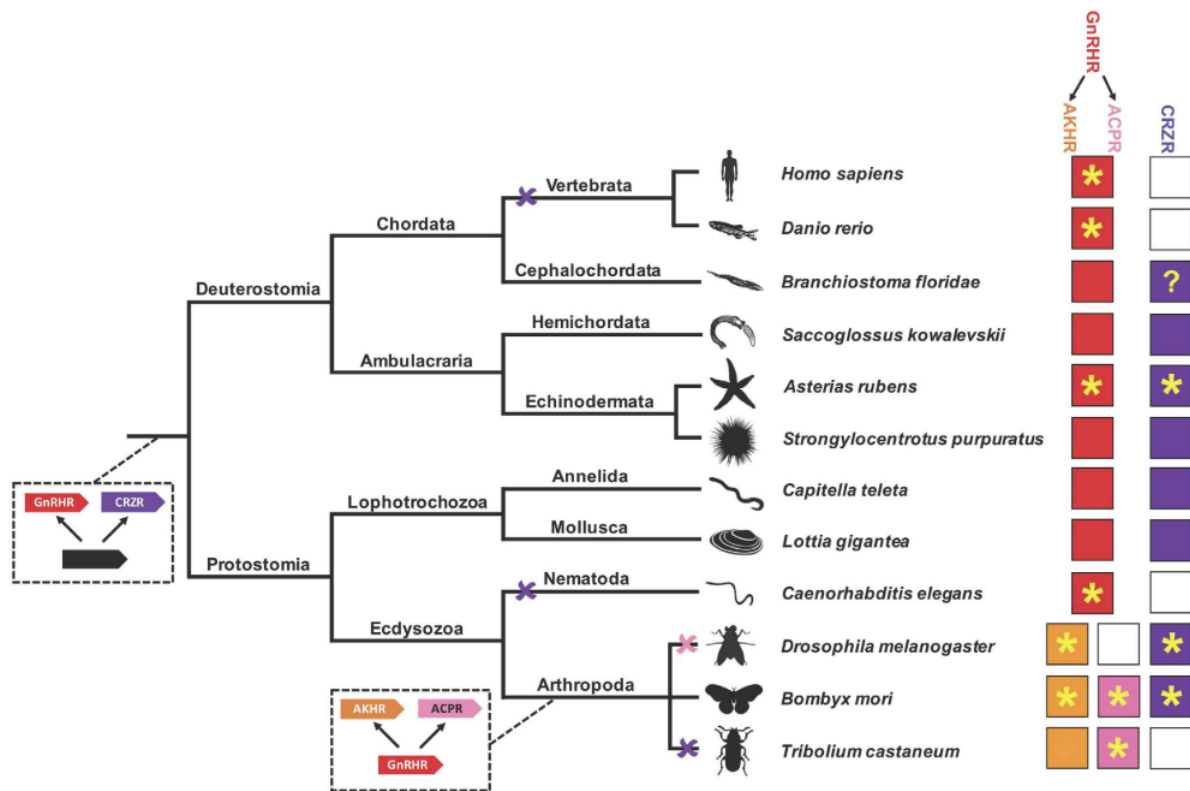 GnRHR
AKHR
ACPR
CRZR
Vertebrata
Homo sapiens
*
Chordata
Danio rerio
*
Cephalochordata
Branchiostoma floridae
?
Deuterostomia
Hemichordata
Saccoglossus kowalevskii
Ambulacraria
Asterias rubens
* *
Echinodermata
Strongylocentrotus purpuratus
GnRHR CRZR
Annelida
Capitella teleta
Lophotrochozoa
Mollusca
Lottia gigantea
Protostomia
Nematoda
Caenorhabditis elegans
*
Ecdysozoa
Drosophila melanogaster
* *
Arthropoda
Bombyx mori
* * *
AKHR ACPR
GnRHR
Tribolium castaneum
*